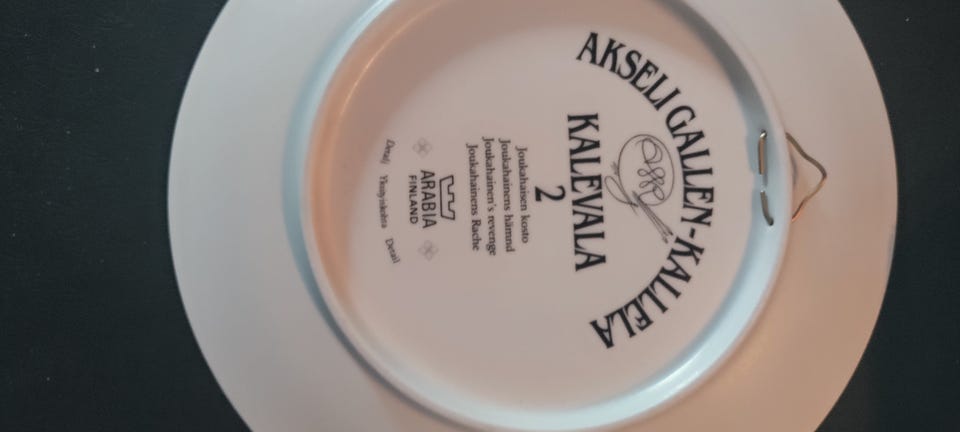 AKSELI GALLEN-KALLELA
KALEVALA
2
Joukahaisen kosto
Joukahainens hämnd
Joukahainen's revenge
Joukahainens Rache
ARABIA
FINLAND
Detalj Yksityiskohta Detail